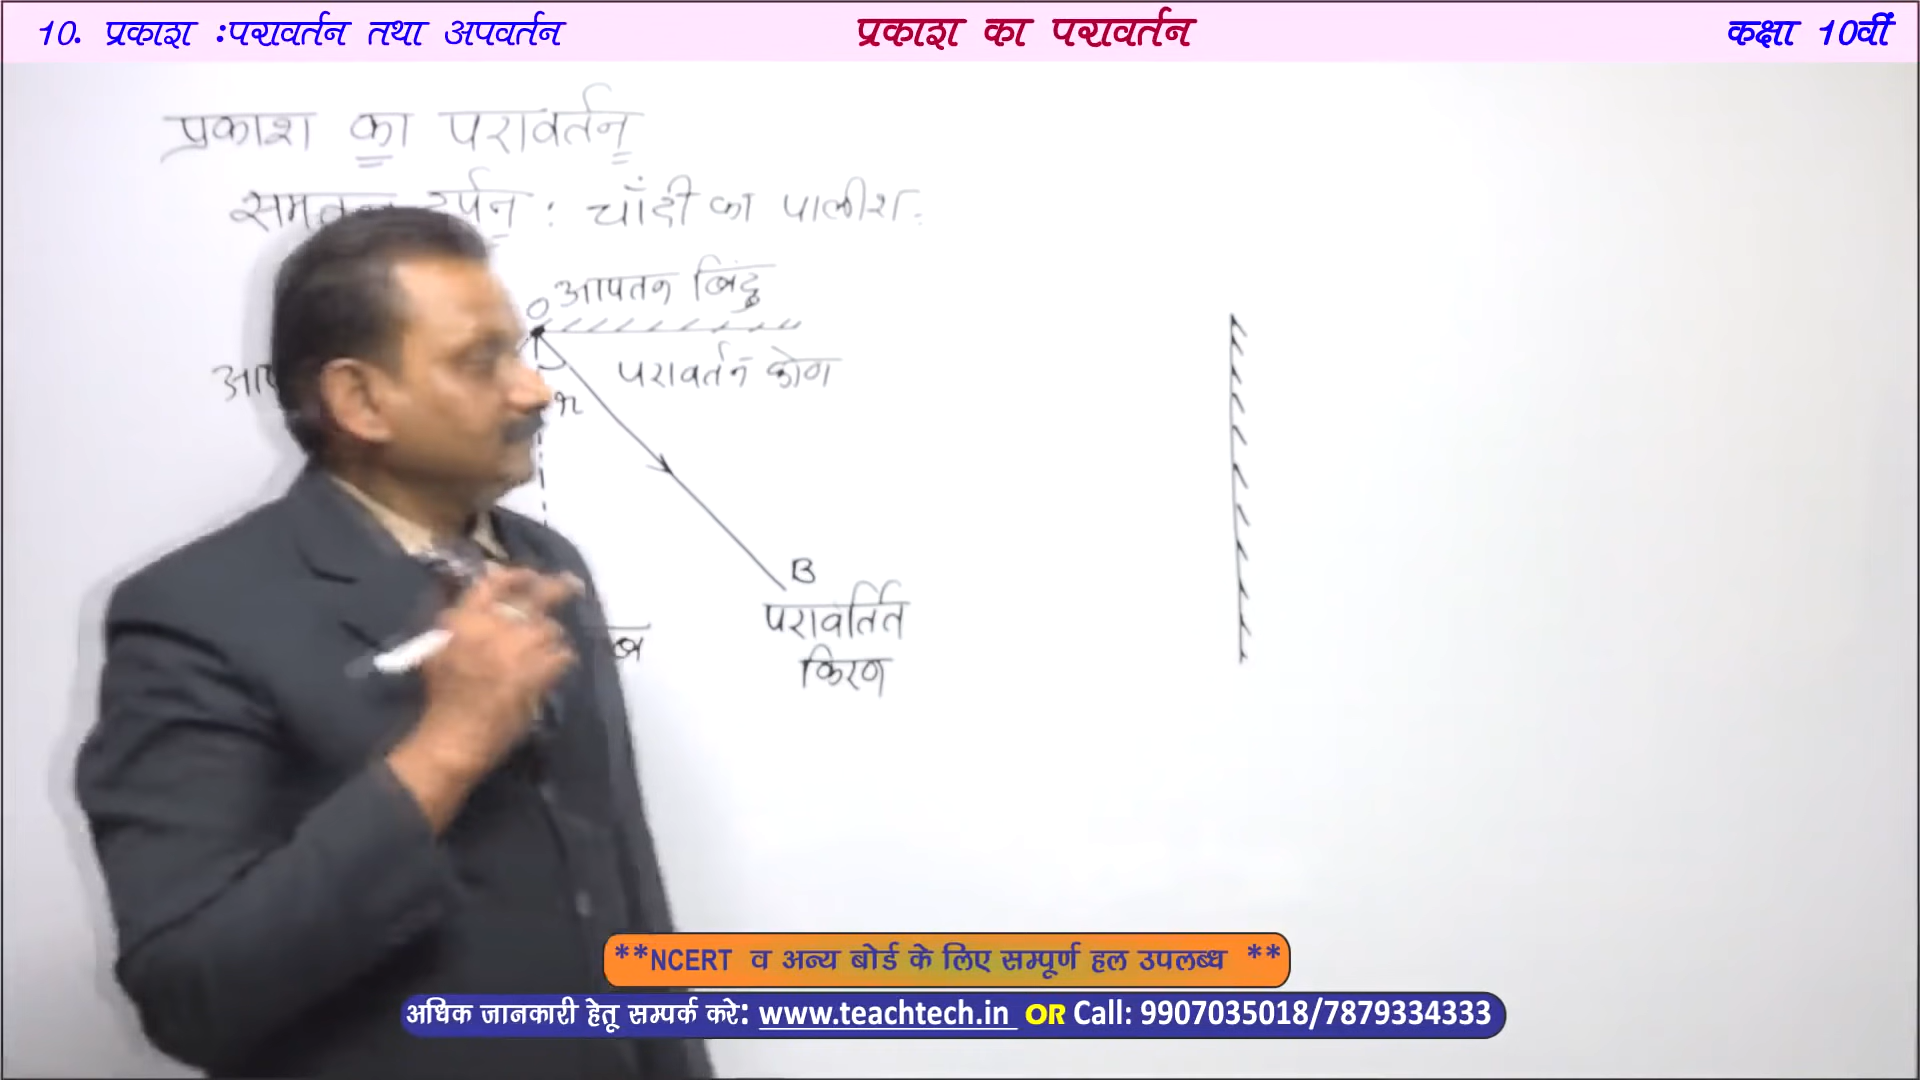 10. प्रकाश :परावर्तन तथा अपवर्तन
प्रकाश का परावर्तन
कक्षा 10वीं
प्रकाश का परावर्तन
: चाँदी का पालीश
O आपतन बिंदु
परावर्तन कोण
r
B
परावर्तित
किरण
**NCERT व अन्य बोर्ड के लिए सम्पूर्ण हल उपलब्ध **
अधिक जानकारी हेतू सम्पर्क करे: www.teachtech.in OR Call: 9907035018/7879334333